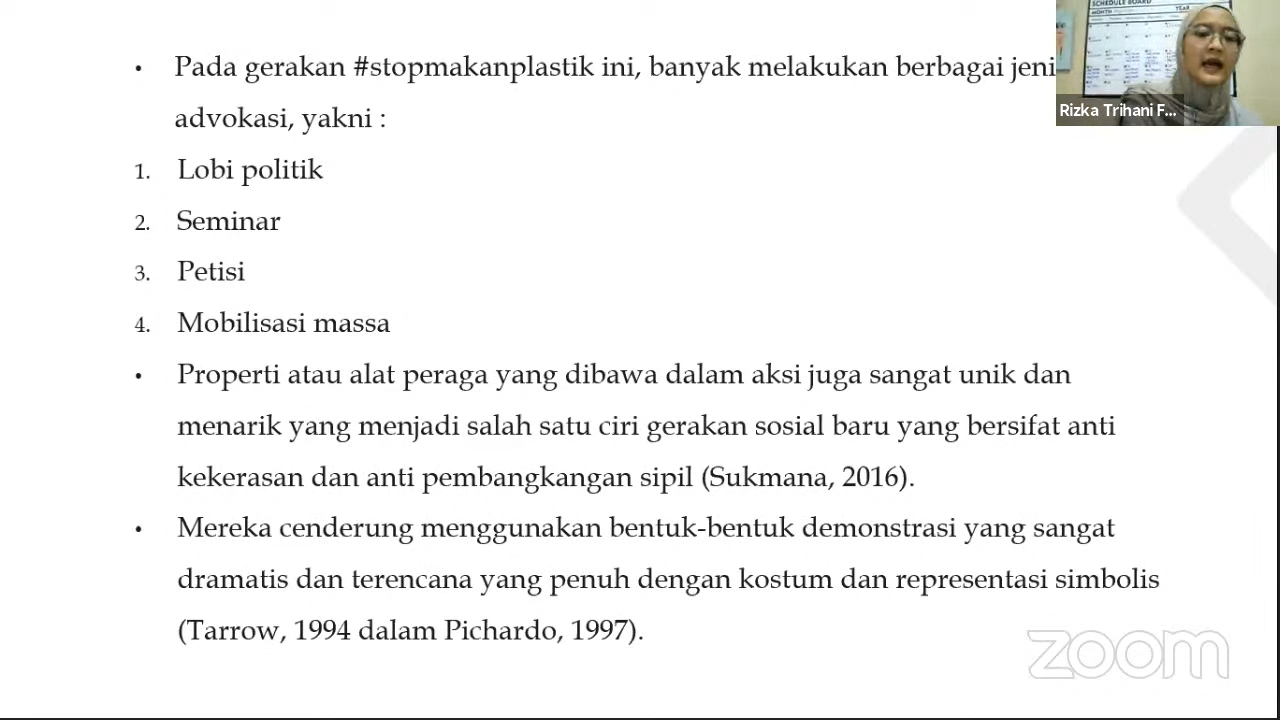 • Pada gerakan #stopmakanplastik ini, banyak melakukan berbagai jeni
advokasi, yakni :
1. Lobi politik
2. Seminar
3. Petisi
4. Mobilisasi massa
• Properti atau alat peraga yang dibawa dalam aksi juga sangat unik dan
menarik yang menjadi salah satu ciri gerakan sosial baru yang bersifat anti
kekerasan dan anti pembangkangan sipil (Sukmana, 2016).
• Mereka cenderung menggunakan bentuk-bentuk demonstrasi yang sangat
dramatis dan terencana yang penuh dengan kostum dan representasi simbolis
(Tarrow, 1994 dalam Pichardo, 1997).
SCHEDULE BOARD
MONTH
YEAR
Rizka Trihani F...
zoom